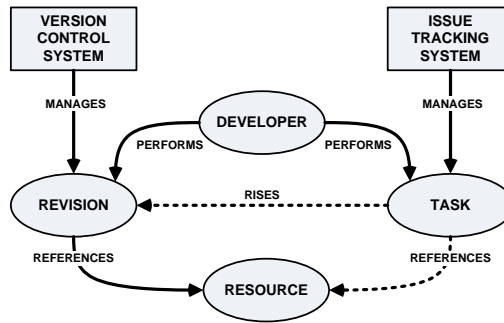 VERSION
CONTROL
SYSTEM
ISSUE
TRACKING
SYSTEM
MANAGES
MANAGES
DEVELOPER
PERFORMS
PERFORMS
REVISION
RISES
TASK
REFERENCES
REFERENCES
RESOURCE